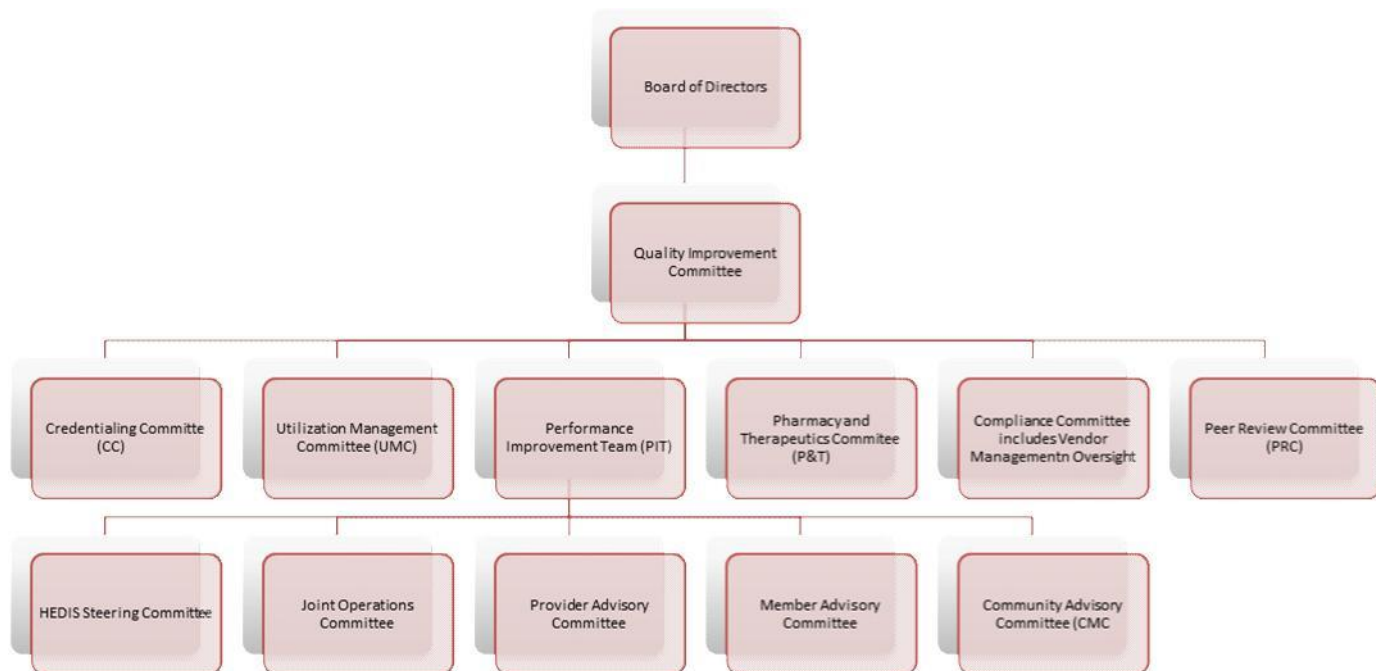 Board of Directors
Quality Improvement
Committee
Credentialing Committe
(CC)
Utilization Management
Committee (UMC)
Performance
Improvement Team (PIT)
Pharmacy and
Therapeutics Commitee
(P&T)
Compliance Committee
includes Vendor
Managementn Oversight
Peer Review Committee
(PRC)
HEDIS Steering Committee
Joint Operations
Committee
Provider Advisory
Committee
Member Advisory
Committee
Community Advisory
Committee (CMC